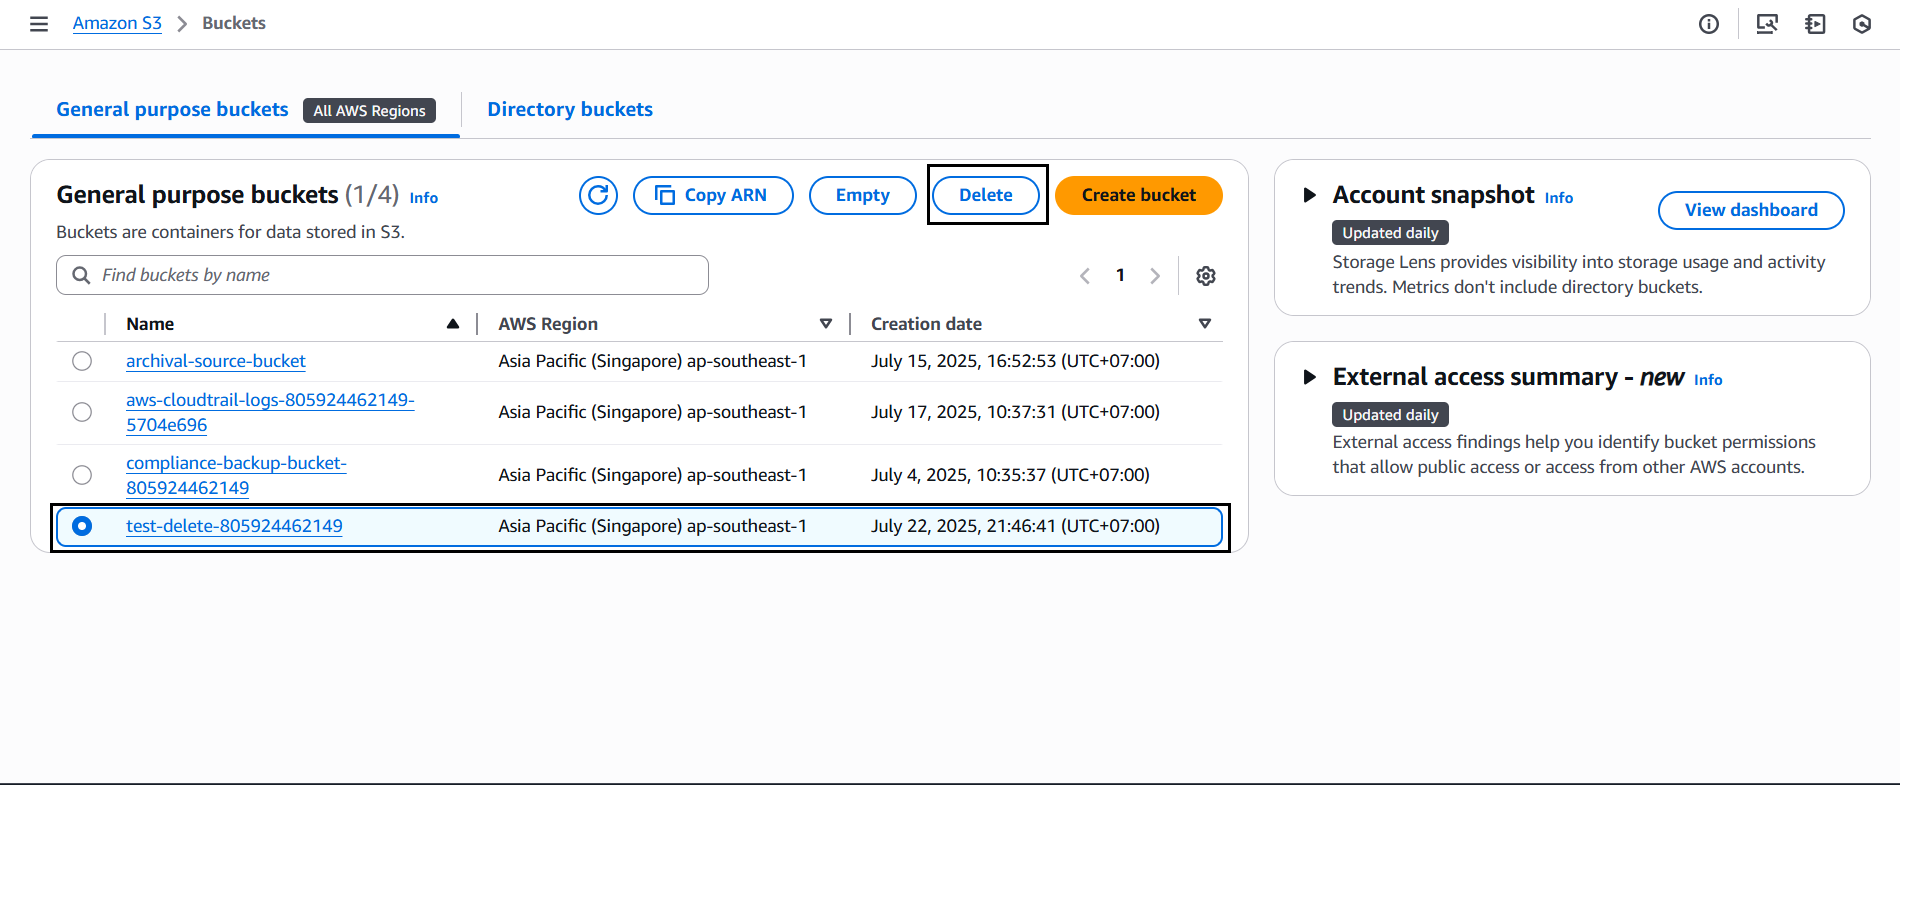 Amazon S3 Buckets
General purpose buckets All AWS Regions Directory buckets
General purpose buckets (1/4) Info
Copy ARN Empty Delete Create bucket
Buckets are containers for data stored in S3.
Find buckets by name
1
Name AWS Region Creation date
archival-source-bucket Asia Pacific (Singapore) ap-southeast-1 July 15, 2025, 16:52:53 (UTC+07:00)
aws-cloudtrail-logs-805924462149-
5704e696 Asia Pacific (Singapore) ap-southeast-1 July 17, 2025, 10:37:31 (UTC+07:00)
compliance-backup-bucket-
805924462149 Asia Pacific (Singapore) ap-southeast-1 July 4, 2025, 10:35:37 (UTC+07:00)
test-delete-805924462149 Asia Pacific (Singapore) ap-southeast-1 July 22, 2025, 21:46:41 (UTC+07:00)
Account snapshot Info
View dashboard
Updated daily
Storage Lens provides visibility into storage usage and activity
trends. Metrics don't include directory buckets.
External access summary - new Info
Updated daily
External access findings help you identify bucket permissions
that allow public access or access from other AWS accounts.